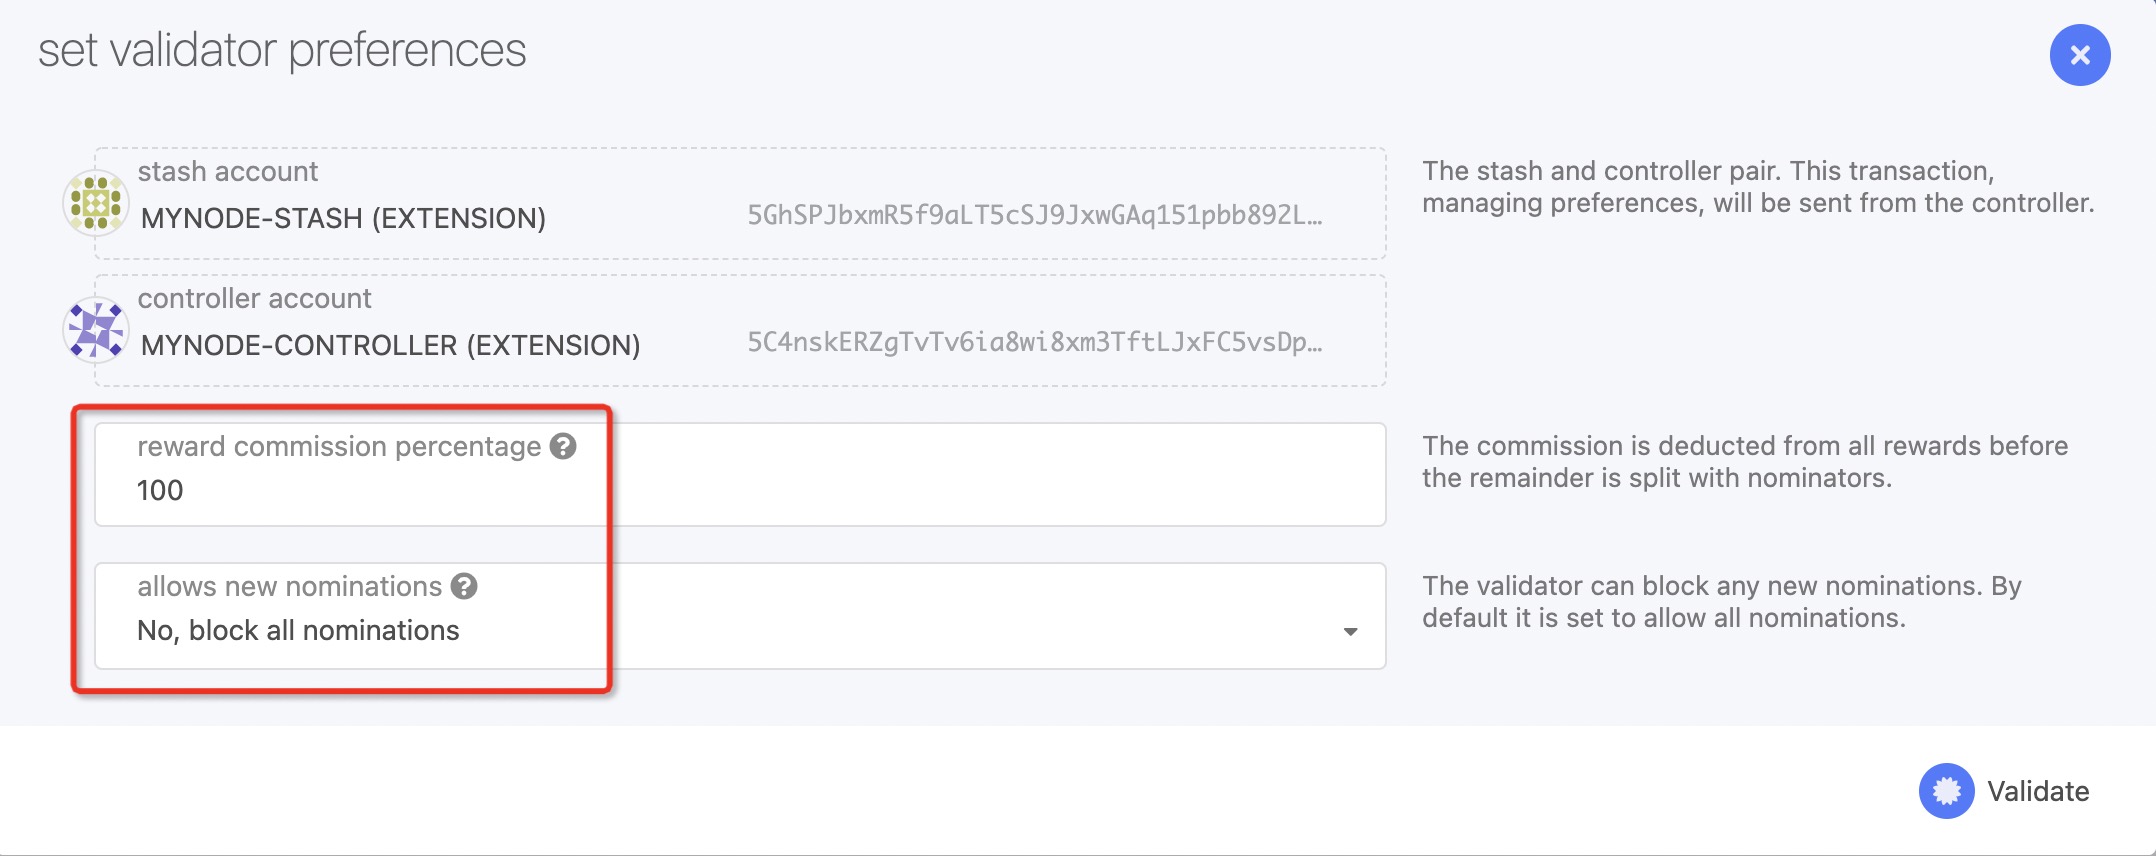 set validator preferences
stash account
MYNODE-STASH (EXTENSION)
5GhSPJbxmR5f9aLT5cSJ9JxwGAq151pbb892L…
The stash and controller pair. This transaction,
managing preferences, will be sent from the controller.
controller account
MYNODE-CONTROLLER (EXTENSION)
5C4nskERZgTvTv6ia8wi8xm3TftLJxFC5vsDp…
reward commission percentage
100
The commission is deducted from all rewards before
the remainder is split with nominators.
allows new nominations
No, block all nominations
The validator can block any new nominations. By
default it is set to allow all nominations.
Validate